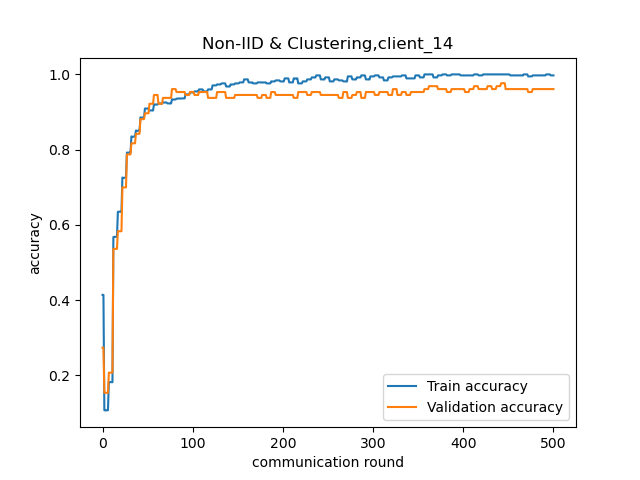 Non-IID & Clustering,client_14
1.0
0.8
0.6
0.4
0.2
accuracy
Train accuracy
Validation accuracy
0 100 200 300 400 500
communication round